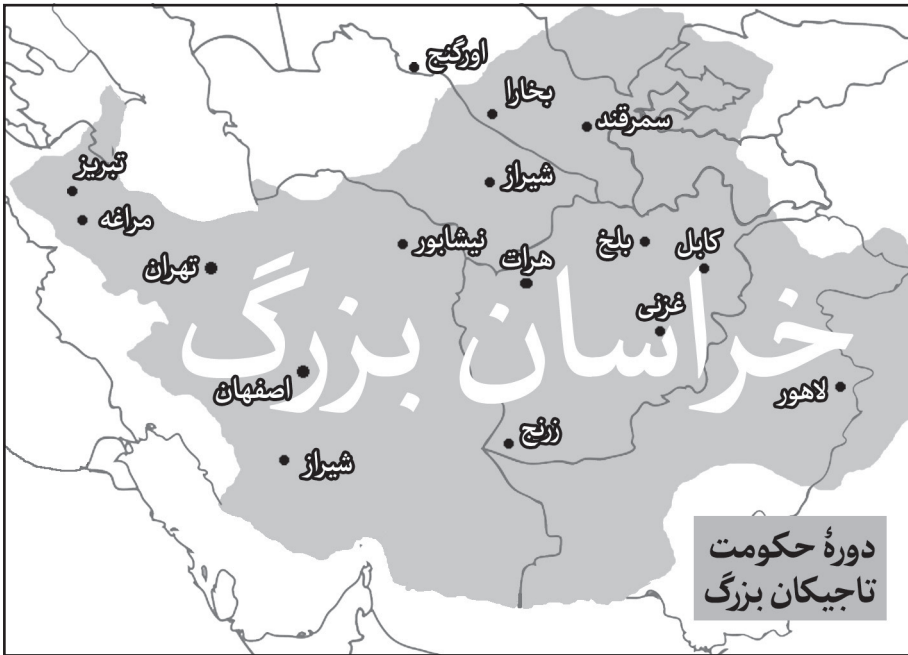 اورگنج
بخارا
سمرقند
تبریز
شیراز
مراغه
نیشابور
بلخ
کابل
هرات
تهران
غزنی
خراسان بزرگ
اصفهان
لاهور
زرنج
شیراز
دورهٔ حکومت
تاجیکان بزرگ